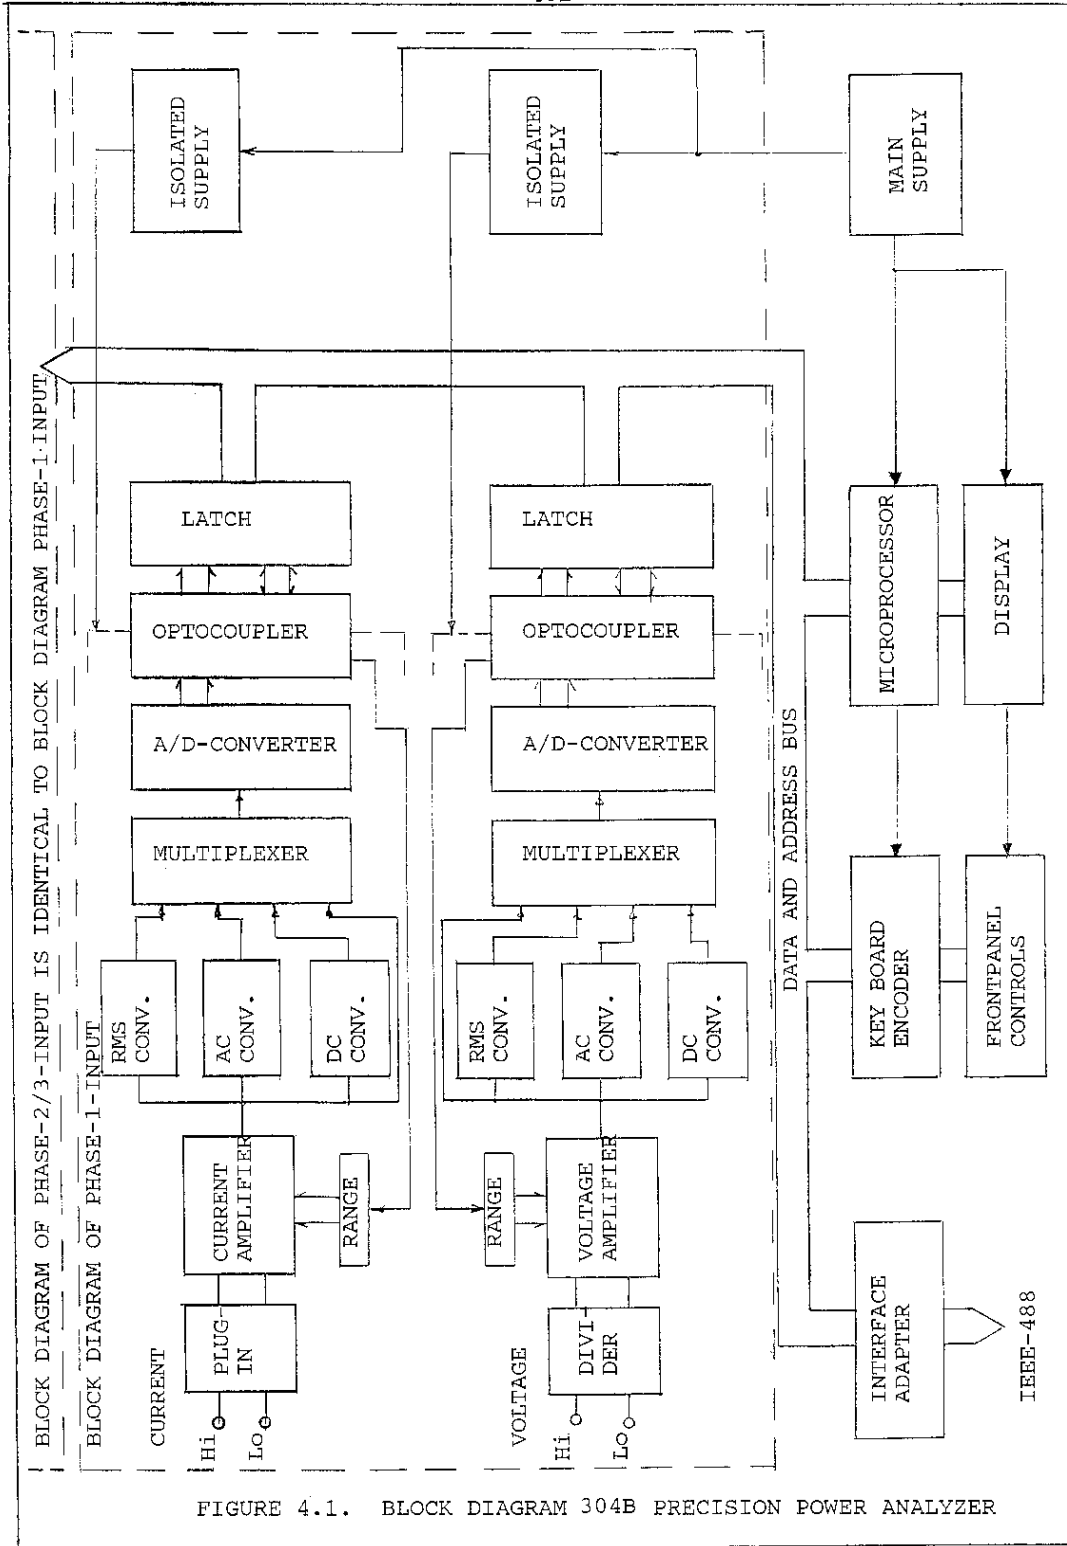 BLOCK DIAGRAM OF PHASE-2/3-INPUT IS IDENTICAL TO BLOCK DIAGRAM PHASE-1-INPUT
BLOCK DIAGRAM OF PHASE-1-INPUT
CURRENT
Hi
Lo
PLUG-
IN
CURRENT
AMPLIFIER
RANGE
RMS
CONV.
AC
CONV.
DC
CONV.
MULTIPLEXER
A/D-CONVERTER
OPTOCOUPLER
LATCH
ISOLATED
SUPPLY
VOLTAGE
Hi
Lo
DIVI-
DER
VOLTAGE
AMPLIFIER
RANGE
RMS
CONV.
AC
CONV.
DC
CONV.
MULTIPLEXER
A/D-CONVERTER
OPTOCOUPLER
LATCH
ISOLATED
SUPPLY
DATA AND ADDRESS BUS
INTERFACE
ADAPTER
IEEE-488
KEY BOARD
ENCODER
FRONTPANEL
CONTROLS
MICROPROCESSOR
DISPLAY
MAIN
SUPPLY
FIGURE 4.1. BLOCK DIAGRAM 304B PRECISION POWER ANALYZER